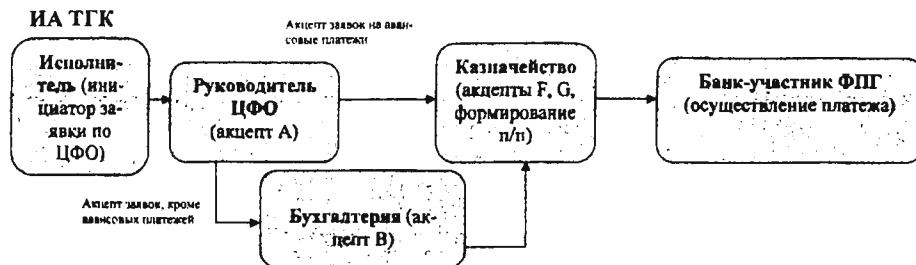 ИА ТГК
Акцепт заявок на аван-
совые платежи
Исполни-
тель (ини-
циатор за-
явки по
ЦФО)
Руководитель
ЦФО
(акцепт А)
Казначейство
(акцепты F, G,
формирование
п/п)
Банк-участник ФПГ
(осуществление платежа)
Акцепт заявок, кроме
авансовых платежей
Бухгалтерия (ак-
цепт В)